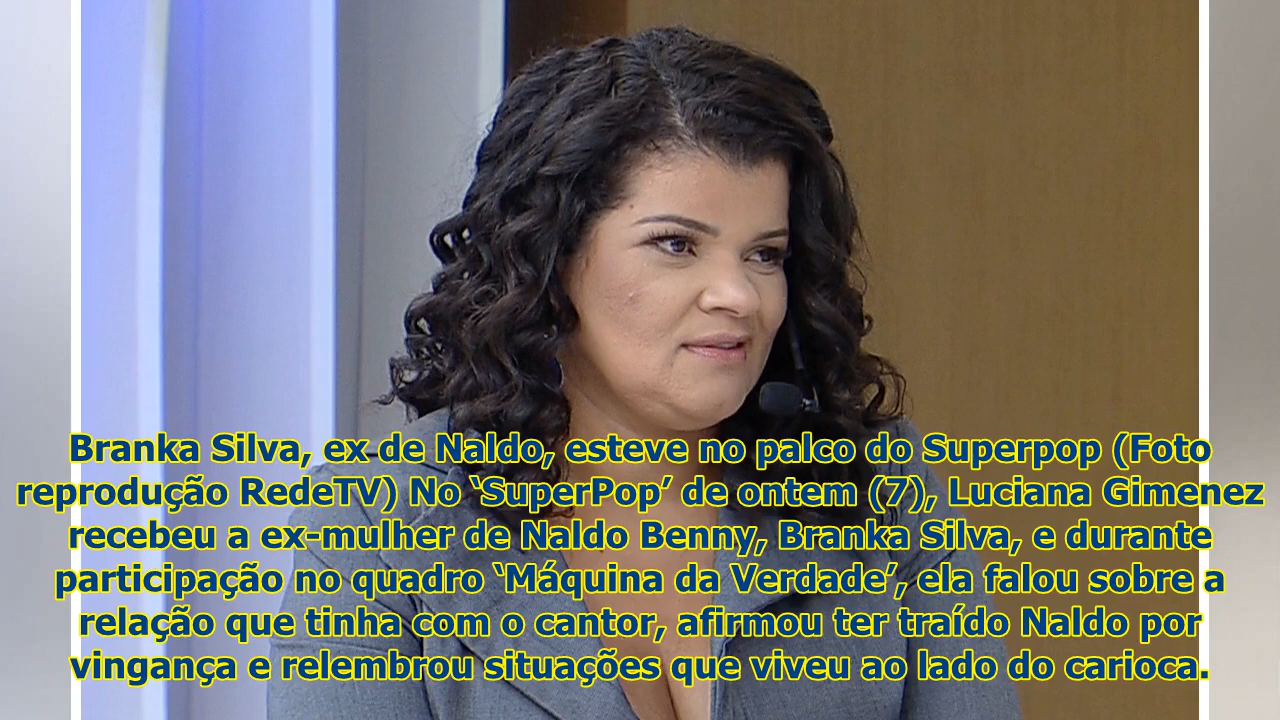 Branka Silva, ex de Naldo, esteve no palco do Superpop (Foto
reprodução RedeTV) No ‘SuperPop’ de ontem (7), Luciana Gimenez
recebeu a ex-mulher de Naldo Benny, Branka Silva, e durante
participação no quadro ‘Máquina da Verdade’, ela falou sobre a
relação que tinha com o cantor, afirmou ter traído Naldo por
vingança e relembrou situações que viveu ao lado do carioca.